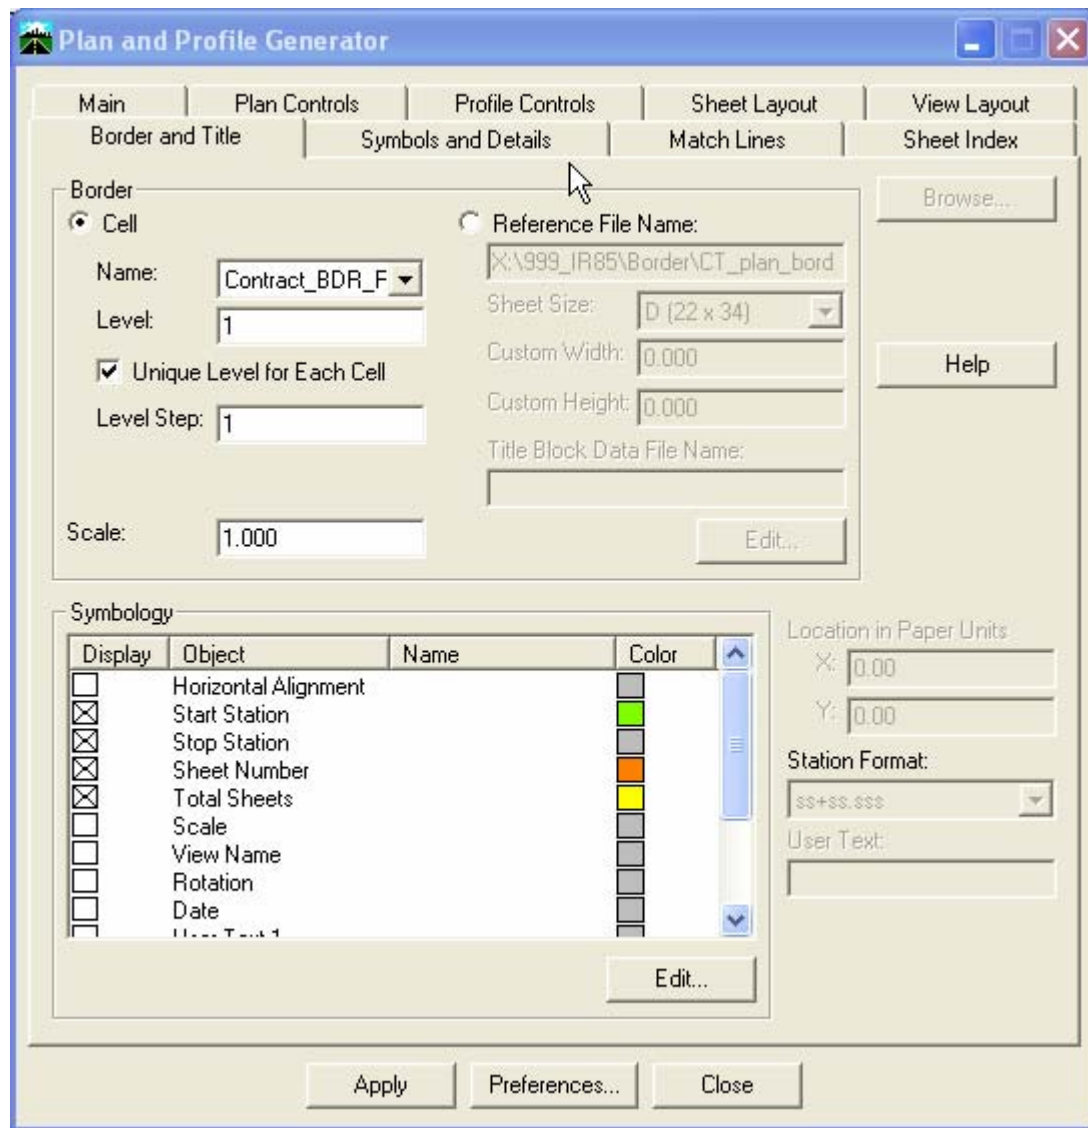 Plan and Profile Generator
Main Plan Controls Profile Controls Sheet Layout View Layout
Border and Title Symbols and Details Match Lines Sheet Index
Border
Cell
Name: Contract_BDR_F
Level: 1
Unique Level for Each Cell
Level Step: 1
Scale: 1.000
Reference File Name:
X:\999_IR85\Border\CT_plan_bord
Sheet Size: D (22 x 34)
Custom Width: 0.000
Custom Height: 0.000
Title Block Data File Name:
Edit...
Browse...
Help
Symbology
Display Object Name Color
Horizontal Alignment
Start Station
Stop Station
Sheet Number
Total Sheets
Scale
View Name
Rotation
Date
User Text 1
Edit...
Location in Paper Units
X: 0.00
Y: 0.00
Station Format:
ss+ss.sss
User Text:
Apply Preferences... Close